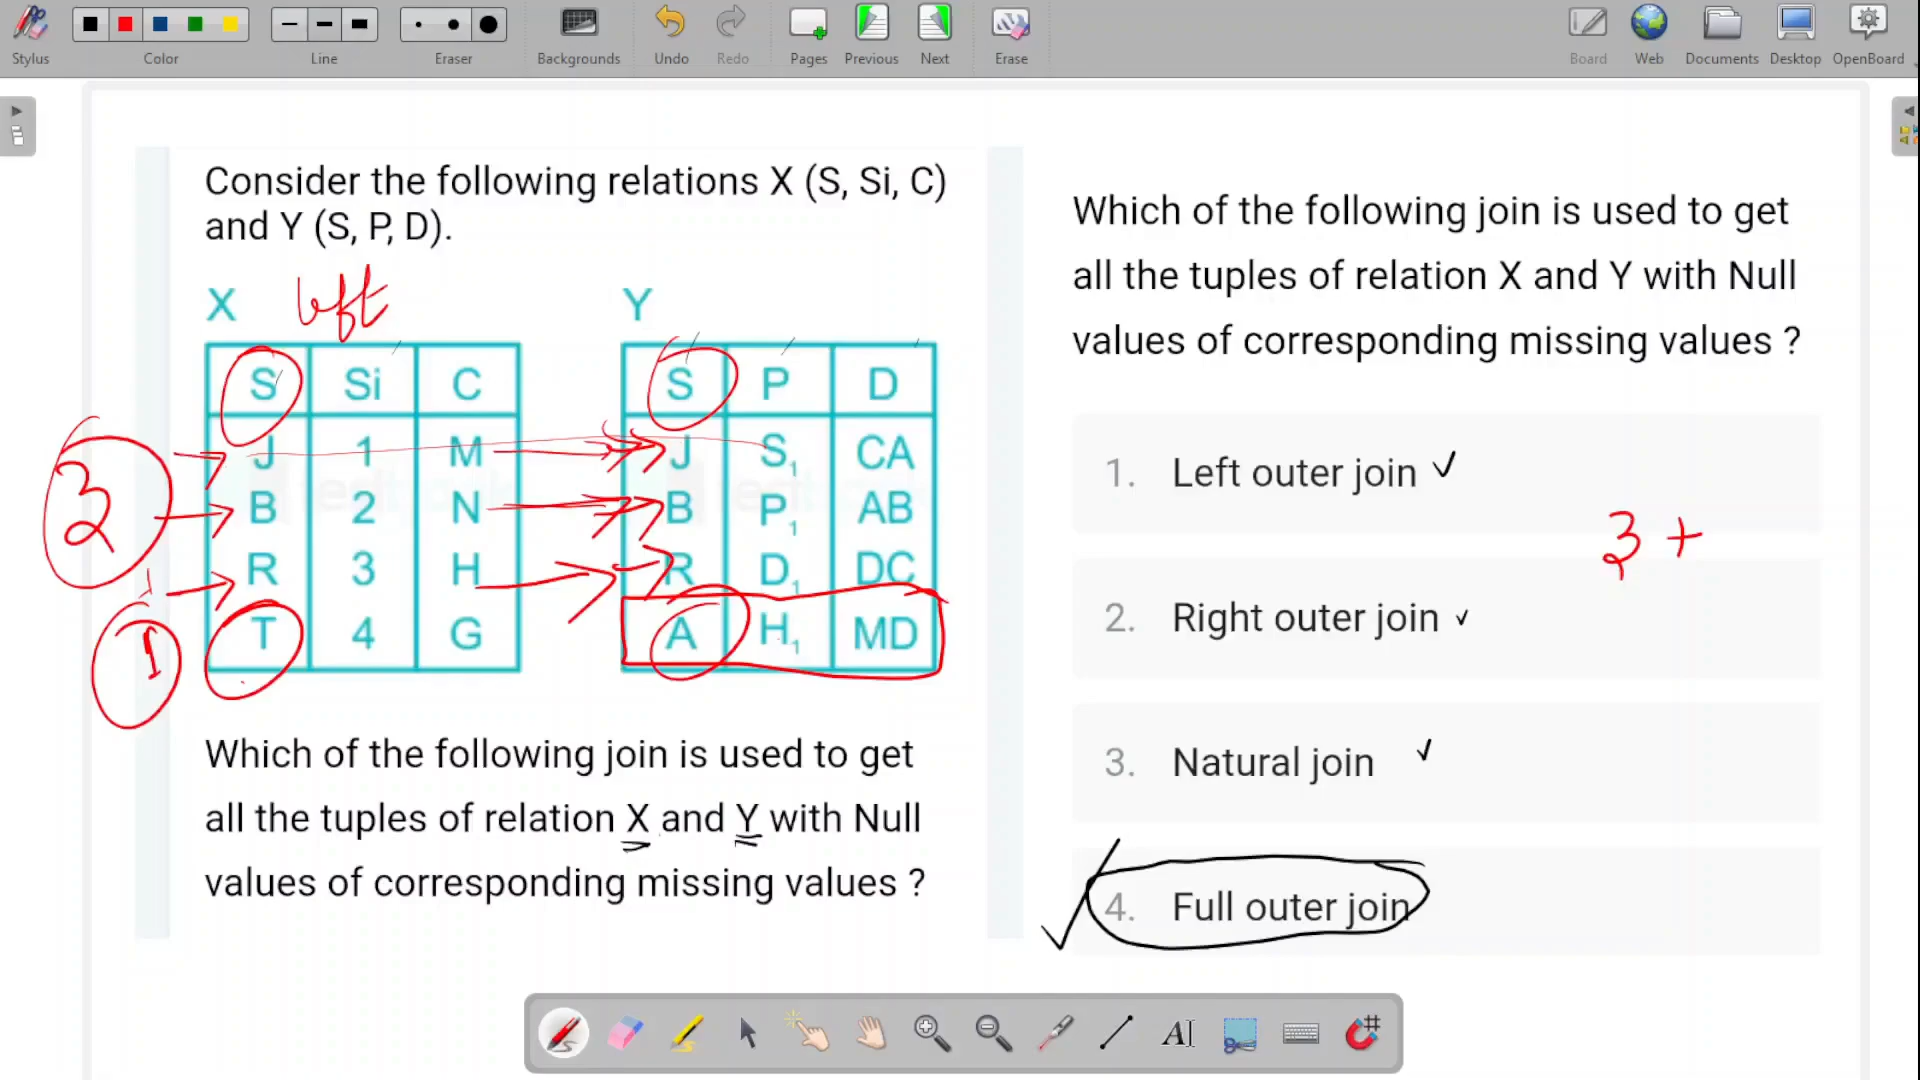 Stylus Color Line Eraser Backgrounds Undo Redo Pages Previous Next Erase Board Web Documents Desktop OpenBoard
Consider the following relations X (S, Si, C)
and Y (S, P, D).
X left Y
S Si C S P D
J 1 M J S1 CA
B 2 N B P1 AB
R 3 H R D1 DC
T 4 G A H1 MD
3
1
Which of the following join is used to get
all the tuples of relation X and Y with Null
values of corresponding missing values ?
Which of the following join is used to get
all the tuples of relation X and Y with Null
values of corresponding missing values ?
1. Left outer join
3 +
2. Right outer join
3. Natural join
4. Full outer join